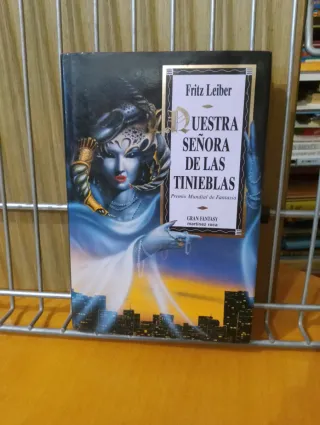 Fritz Leiber
NUESTRA
SEÑORA
DE LAS
TINIEBLAS
Premio Mundial de Fantasía
GRAN FANTASY
martínez roca